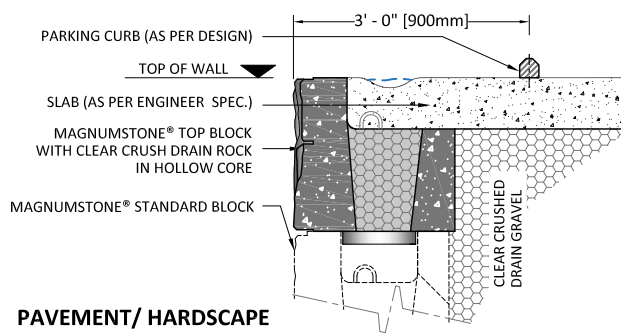 3' - 0" [900mm]
PARKING CURB (AS PER DESIGN)
TOP OF WALL
SLAB (AS PER ENGINEER SPEC.)
MAGNUMSTONE® TOP BLOCK
WITH CLEAR CRUSH DRAIN ROCK
IN HOLLOW CORE
MAGNUMSTONE® STANDARD BLOCK
CLEAR CRUSHED
DRAIN GRAVEL
PAVEMENT/ HARDSCAPE